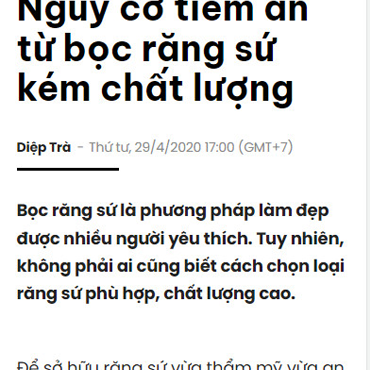 Nguy cơ tiềm ẩn
từ bọc răng sứ
kém chất lượng
Diệp Trà - Thứ tư, 29/4/2020 17:00 (GMT+7)
Bọc răng sứ là phương pháp làm đẹp
được nhiều người yêu thích. Tuy nhiên,
không phải ai cũng biết cách chọn loại
răng sứ phù hợp, chất lượng cao.
Để sở hữu răng sứ vừa thẩm mỹ vừa an